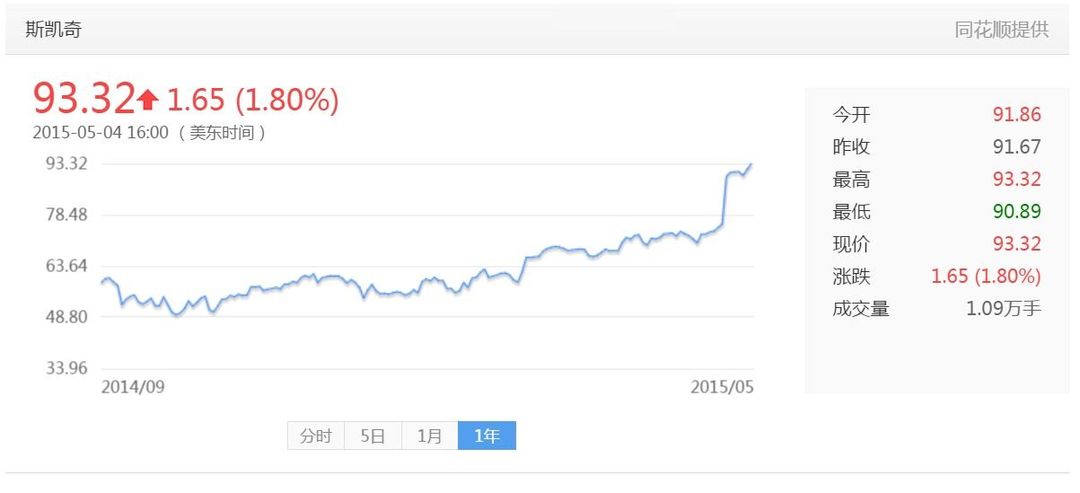 斯凯奇 同花顺提供
93.32 1.65 (1.80%)
2015-05-04 16:00 (美东时间)
93.32
78.48
63.64
48.80
33.96
2014/09 2015/05
分时 5日 1月 1年
今开 91.86
昨收 91.67
最高 93.32
最低 90.89
现价 93.32
涨跌 1.65 (1.80%)
成交量 1.09万手